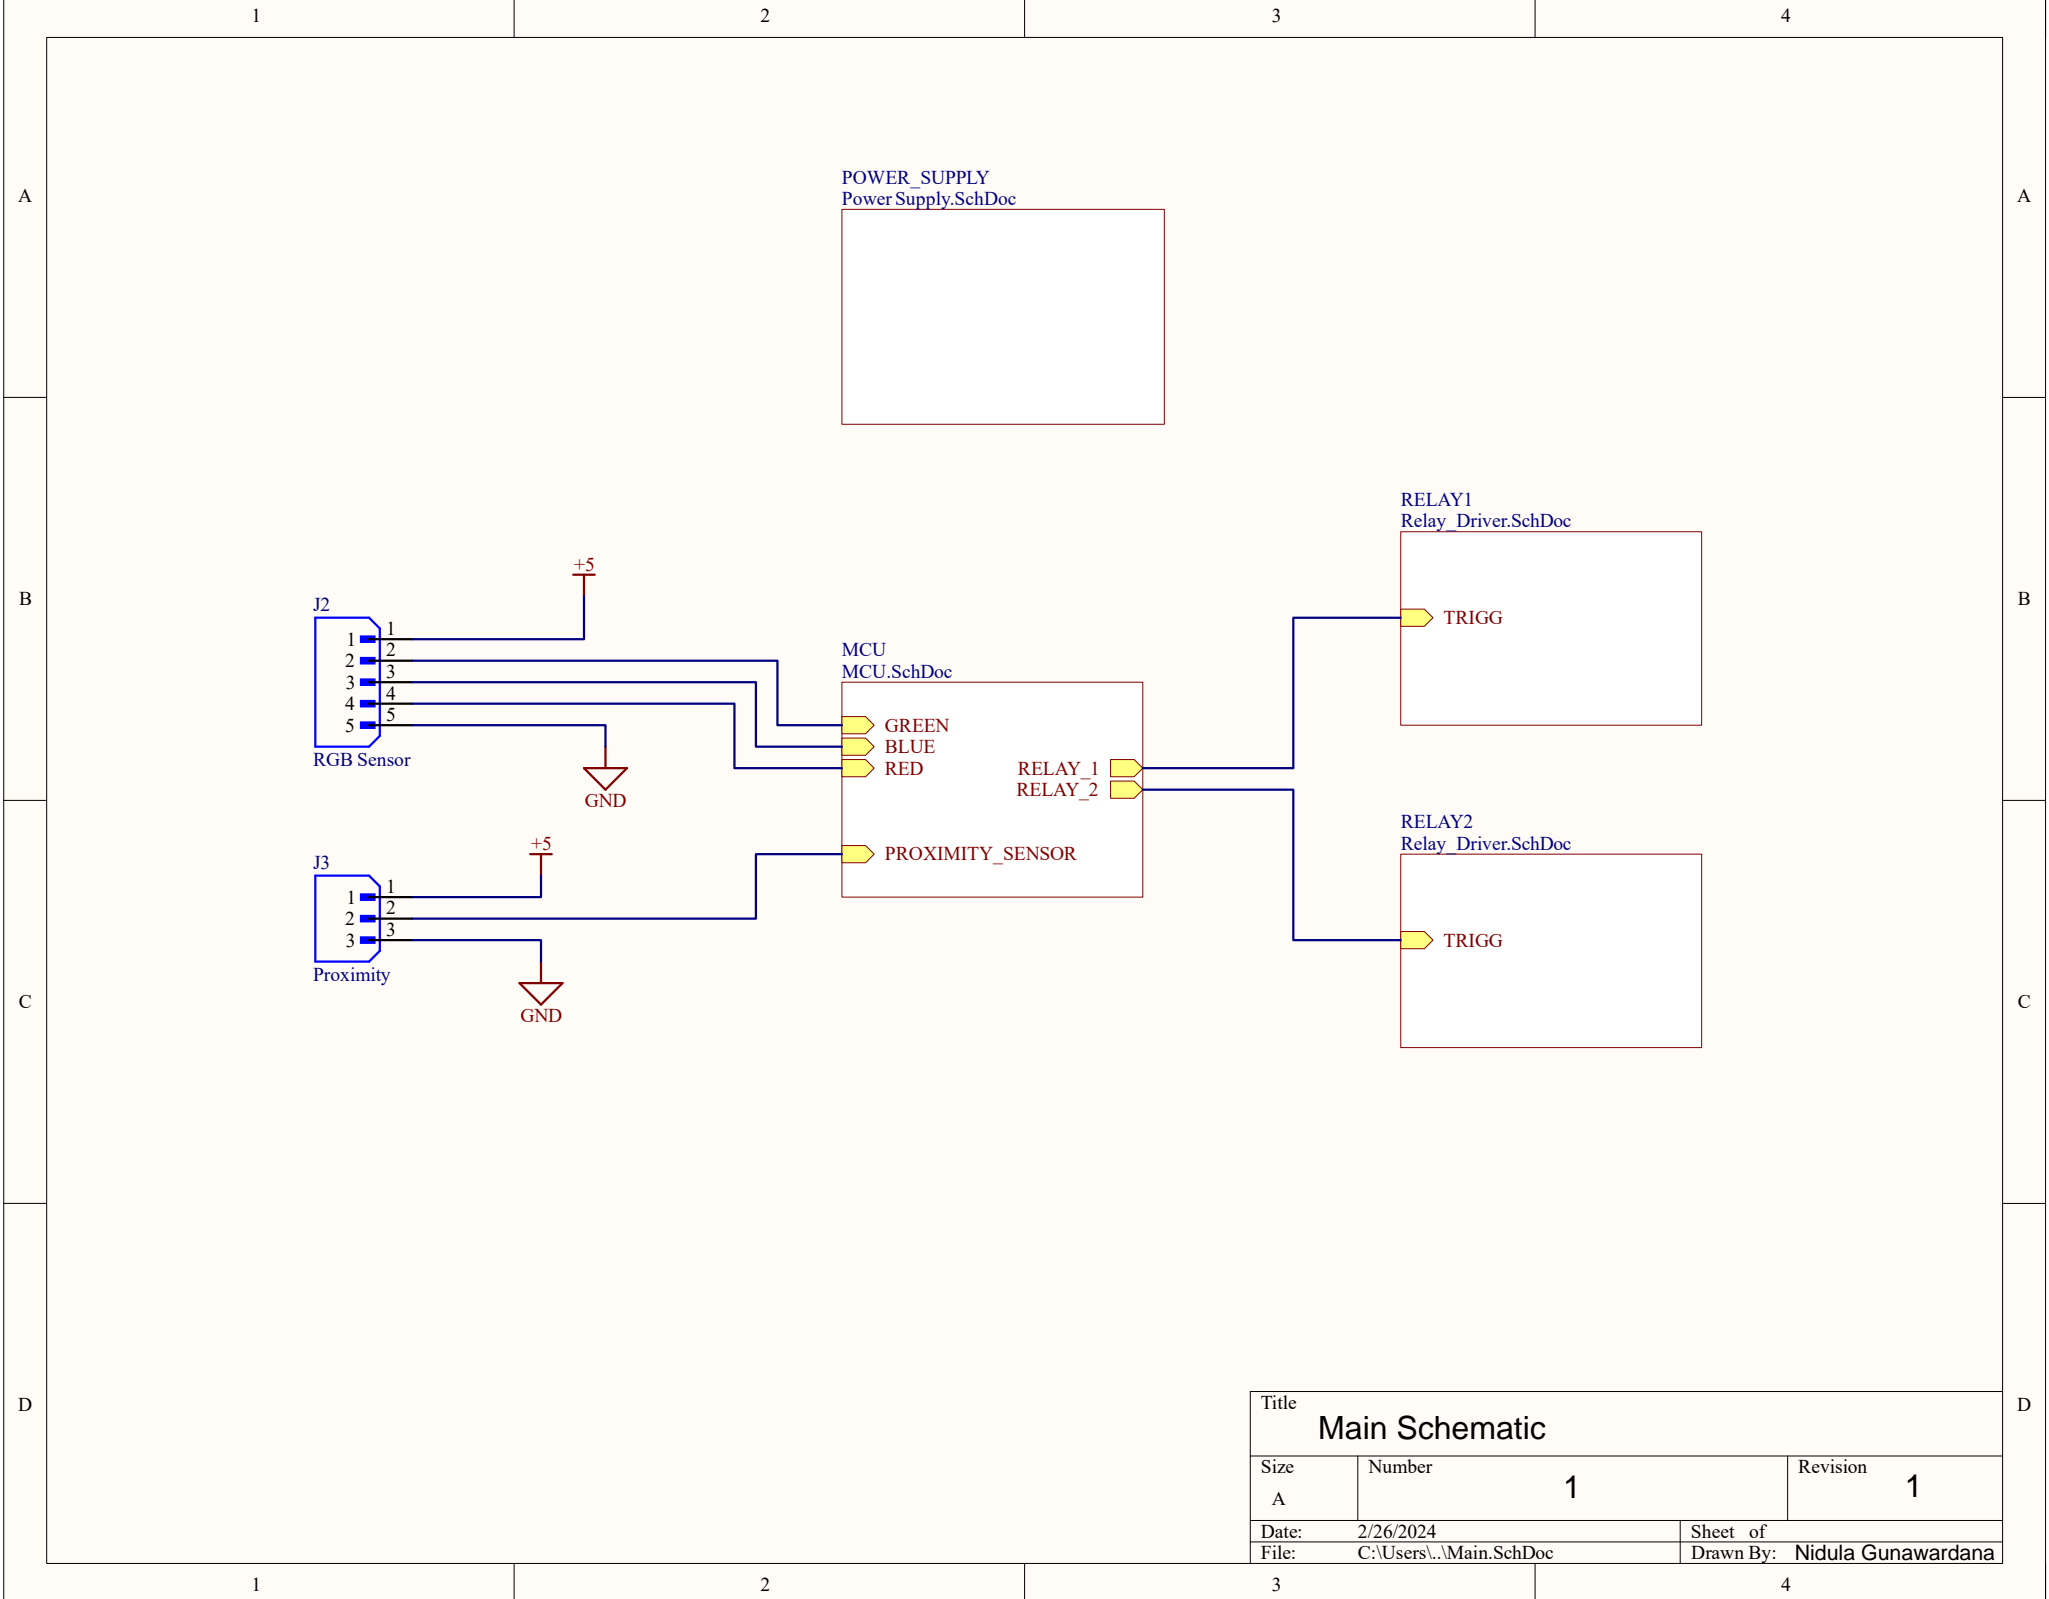 1 2 3 4
A A
POWER_SUPPLY
Power Supply.SchDoc
RELAY1
Relay_Driver.SchDoc
TRIGG
B B
+5
J2
1 1
2 2
3 3
4 4
5 5
RGB Sensor
GND
MCU
MCU.SchDoc
GREEN
BLUE
RED
RELAY_1
RELAY_2
PROXIMITY_SENSOR
RELAY2
Relay_Driver.SchDoc
TRIGG
+5
J3
1 1
2 2
3 3
Proximity
GND
C C
D D
Title
Main Schematic
Size
A
Number
1
Revision
1
Date: 2/26/2024
Sheet of
File: C:\Users\..\Main.SchDoc
Drawn By: Nidula Gunawardana
1 2 3 4